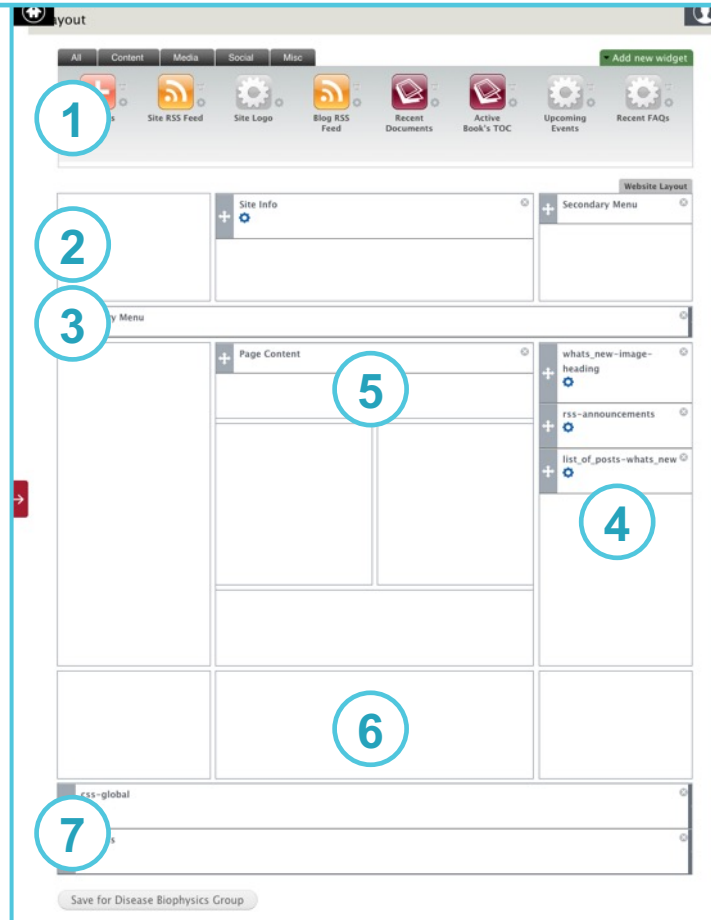 ayout
All Content Media Social Misc
Add new widget
1
Site RSS Feed
Site Logo
Blog RSS
Feed
Recent
Documents
Active
Book's TOC
Upcoming
Events
Recent FAQs
Website Layout
2
Site Info
Secondary Menu
3
y Menu
Page Content
5
whats_new-image-
heading
rss-announcements
list_of_posts-whats_new
4
6
css-global
7
s
Save for Disease Biophysics Group